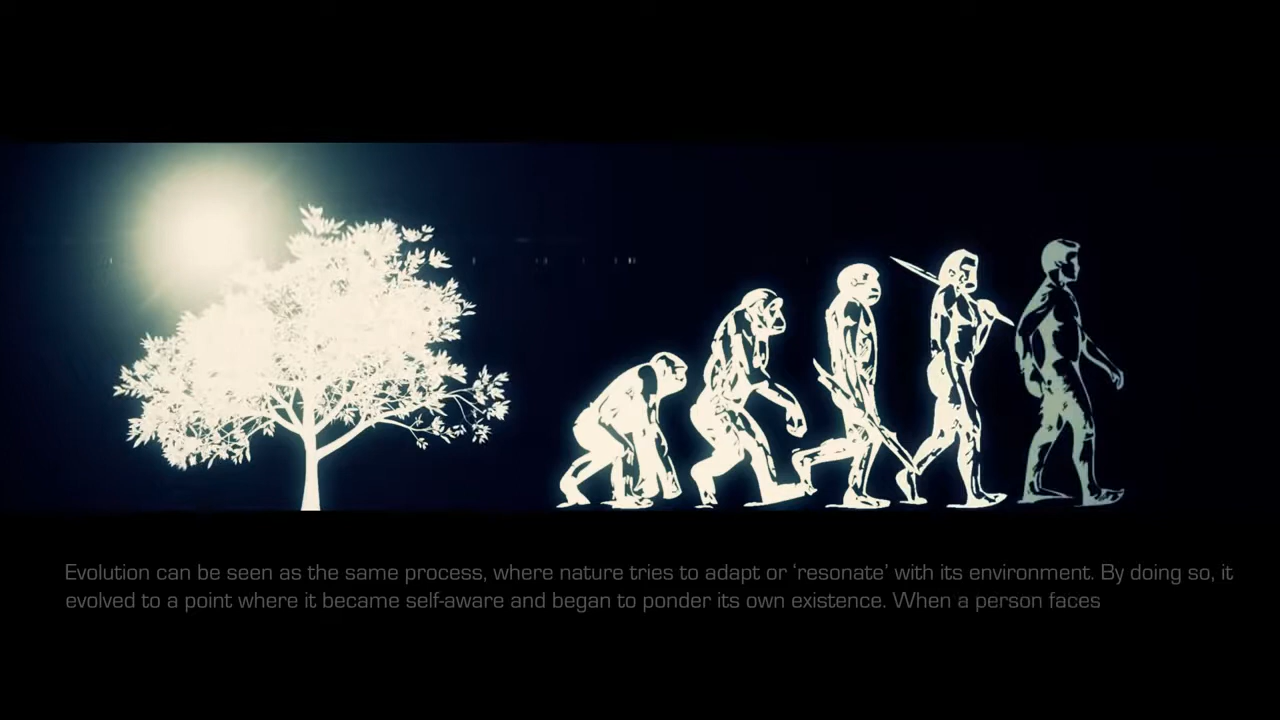 Evolution can be seen as the same process, where nature tries to adapt or ‘resonate’ with its environment. By doing so, it
evolved to a point where it became self-aware and began to ponder its own existence. When a person faces